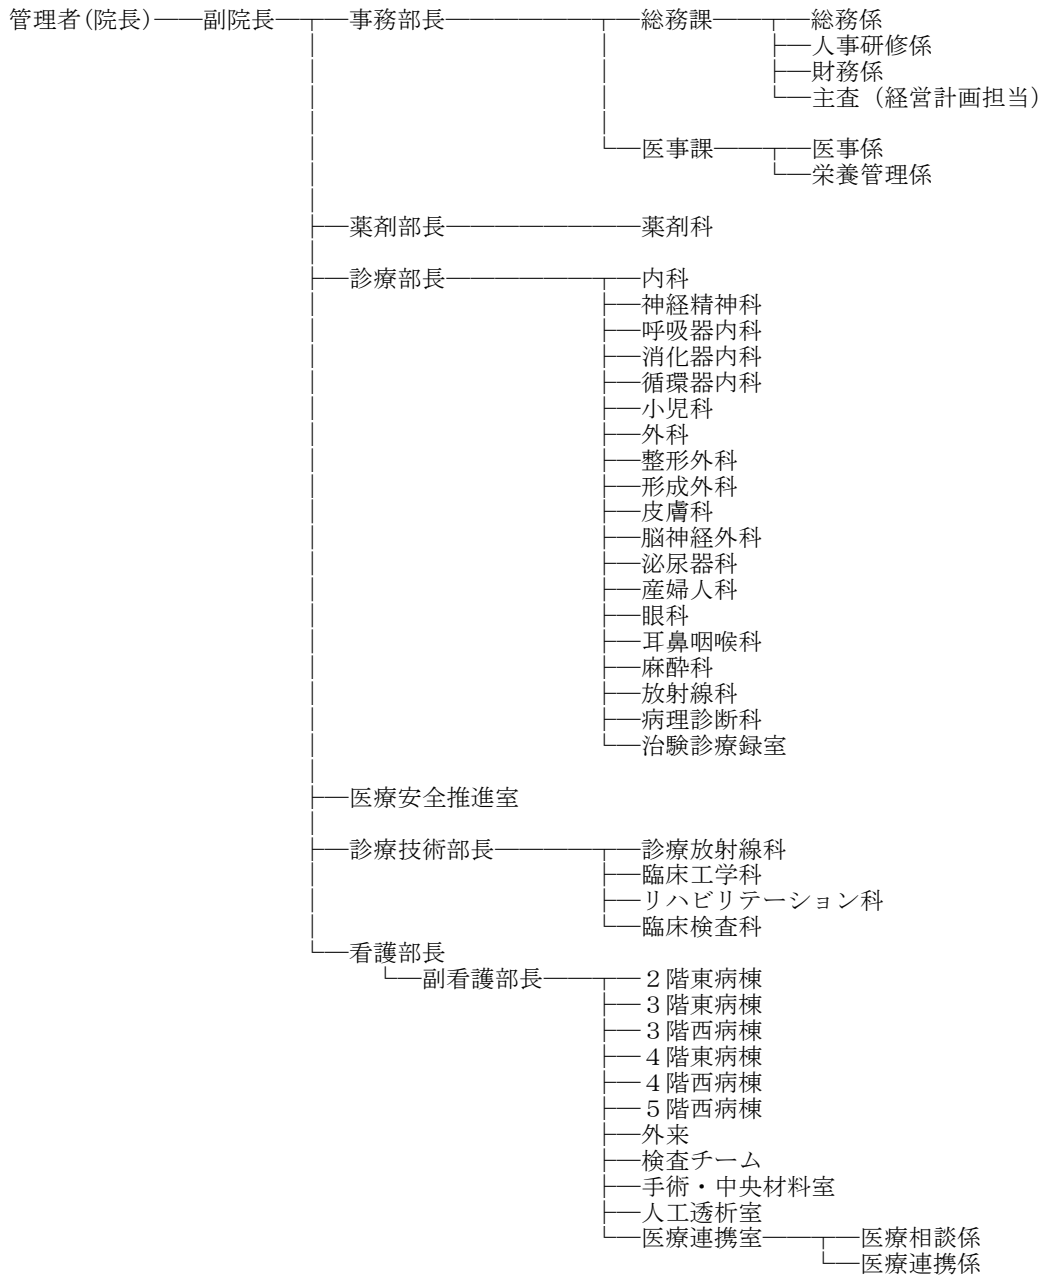 管理者(院長) 副院長 事務部長 総務課 総務係
人事研修係
財務係
主査（経営計画担当）
医事課 医事係
栄養管理係
薬剤部長 薬剤科
診療部長 内科
神経精神科
呼吸器内科
消化器内科
循環器内科
小児科
外科
整形外科
形成外科
皮膚科
脳神経外科
泌尿器科
産婦人科
眼科
耳鼻咽喉科
麻酔科
放射線科
病理診断科
治験診療録室
医療安全推進室
診療技術部長 診療放射線科
臨床工学科
リハビリテーション科
臨床検査科
看護部長
副看護部長 ２階東病棟
３階東病棟
３階西病棟
４階東病棟
４階西病棟
５階西病棟
外来
検査チーム
手術・中央材料室
人工透析室
医療連携室 医療相談係
医療連携係